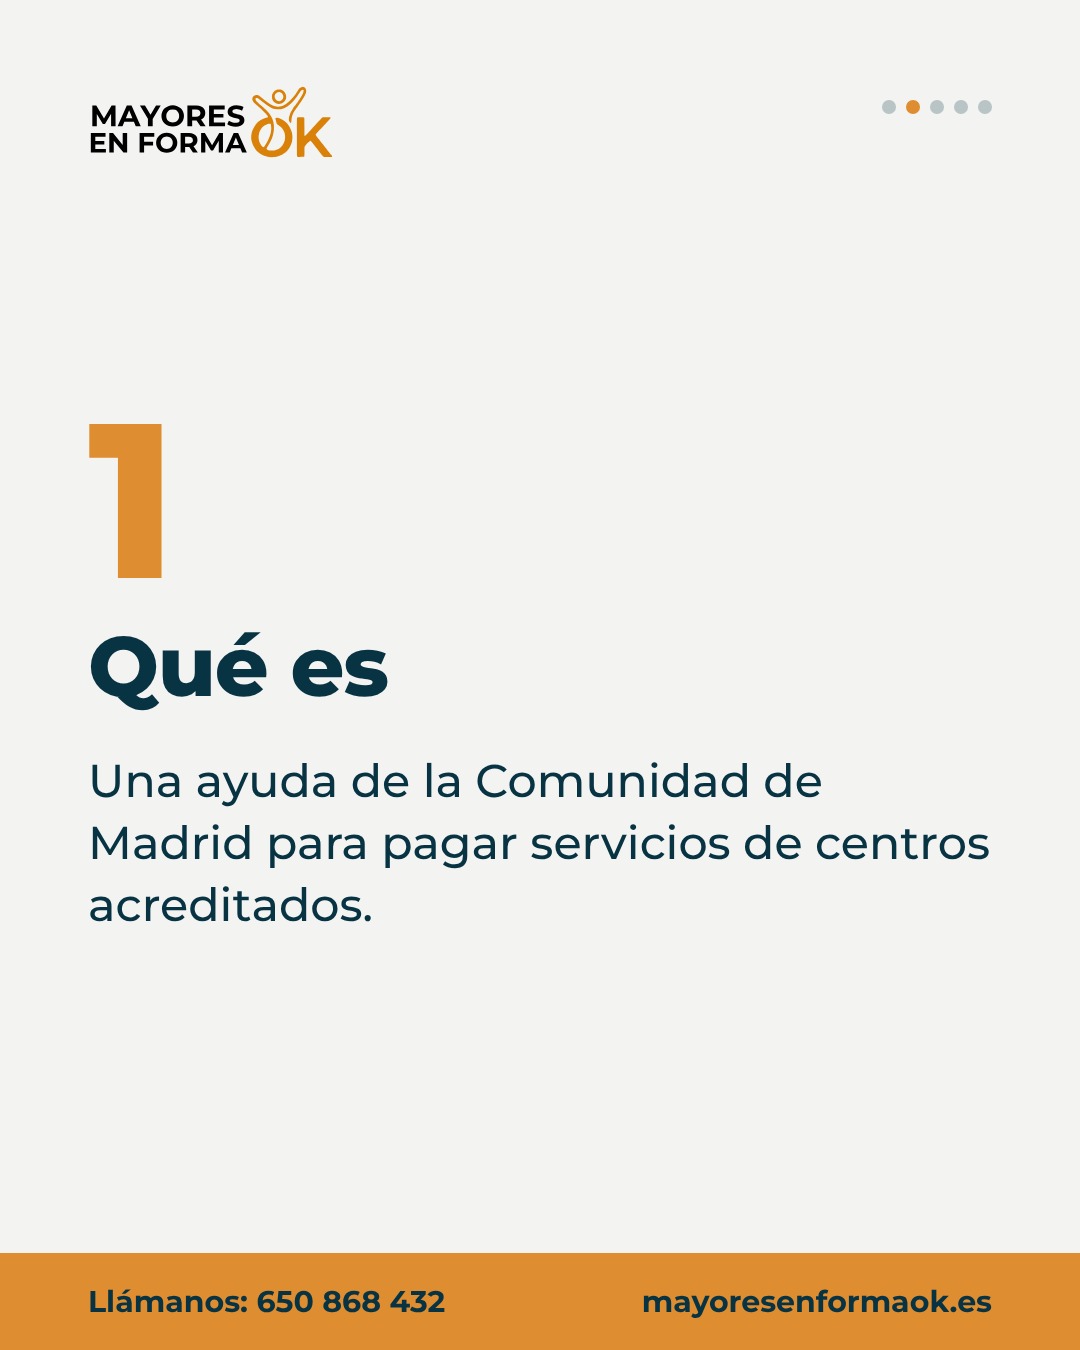 MAYORES
EN FORMA OK
1
Qué es
Una ayuda de la Comunidad de
Madrid para pagar servicios de centros
acreditados.
Llámanos: 650 868 432
mayoresenformaok.es